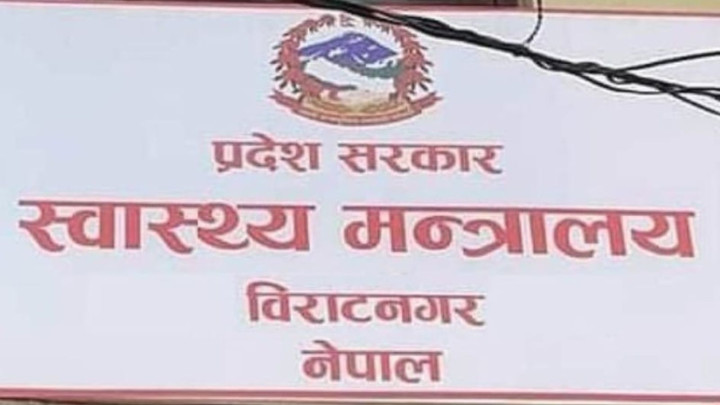 प्रदेश सरकार
स्वास्थ्य मन्त्रालय
विराटनगर
नेपाल